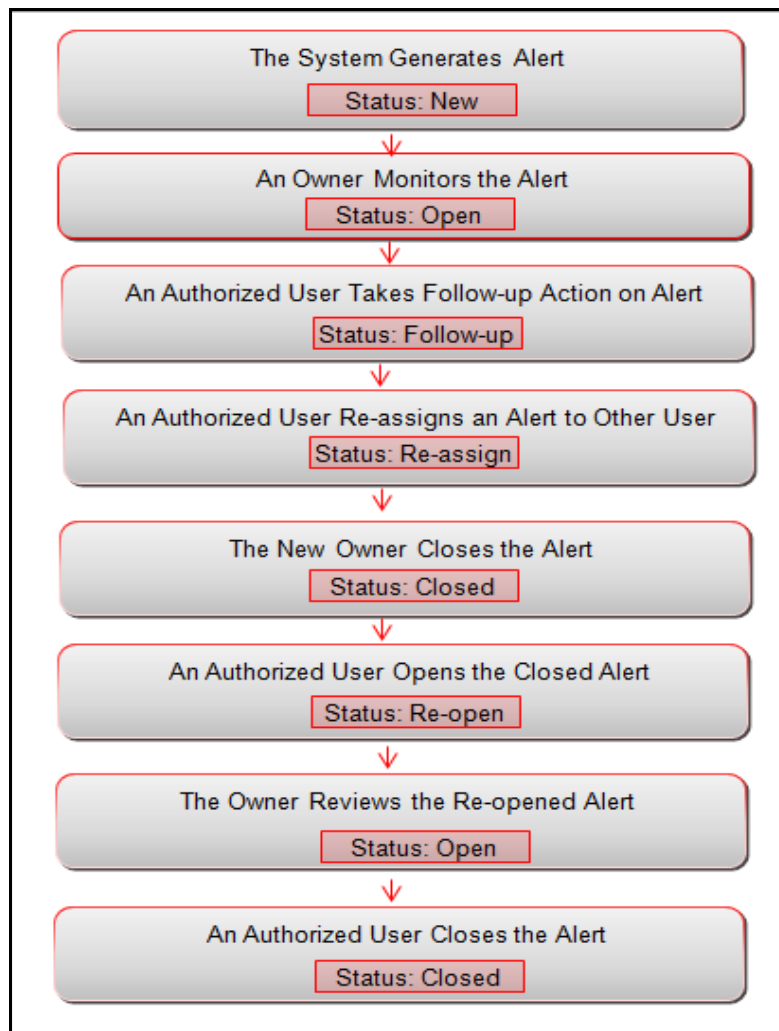 The System Generates Alert
Status: New
An Owner Monitors the Alert
Status: Open
An Authorized User Takes Follow-up Action on Alert
Status: Follow-up
An Authorized User Re-assigns an Alert to Other User
Status: Re-assign
The New Owner Closes the Alert
Status: Closed
An Authorized User Opens the Closed Alert
Status: Re-open
The Owner Reviews the Re-opened Alert
Status: Open
An Authorized User Closes the Alert
Status: Closed